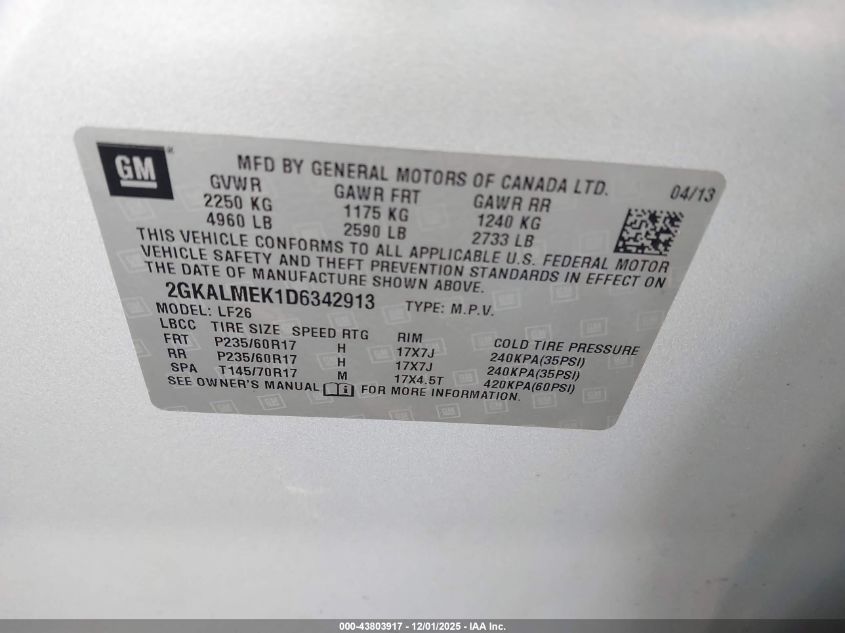 GM
MFD BY GENERAL MOTORS OF CANADA LTD. 04/13
GVWR GAWR FRT GAWR RR
2250 KG 1175 KG 1240 KG
4960 LB 2590 LB 2733 LB
THIS VEHICLE CONFORMS TO ALL APPLICABLE U.S. FEDERAL MOTOR
VEHICLE SAFETY AND THEFT PREVENTION STANDARDS IN EFFECT ON
THE DATE OF MANUFACTURE SHOWN ABOVE.
2GKALMEK1D6342913 TYPE: M.P.V.
MODEL: LF26
LBCC TIRE SIZE SPEED RTG RIM COLD TIRE PRESSURE
FRT P235/60R17 H 17X7J 240KPA(35PSI)
RR P235/60R17 H 17X7J 240KPA(35PSI)
SPA T145/70R17 M 17X4.5T 420KPA(60PSI)
SEE OWNER'S MANUAL FOR MORE INFORMATION.
000-43803917 - 12/01/2025 - IAA Inc.